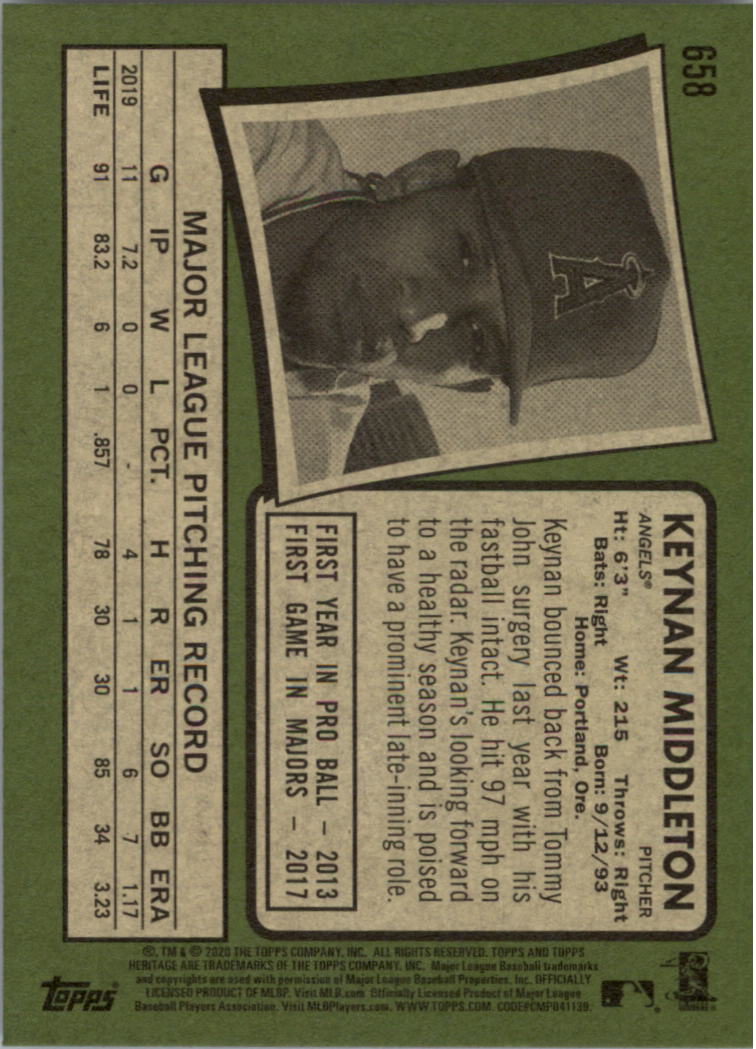 658
A
KEYNAN MIDDLETON
ANGELS® PITCHER
Ht: 6'3" Wt: 215 Throws: Right
Bats: Right Born: 9/12/93
Home: Portland, Ore.
Keynan bounced back from Tommy
John surgery last year with his
fastball intact. He hit 97 mph on
the radar. Keynan's looking forward
to a healthy season and is poised
to have a prominent late-inning role.
FIRST YEAR IN PRO BALL – 2013
FIRST GAME IN MAJORS – 2017
MAJOR LEAGUE PITCHING RECORD
G IP W L PCT. H R ER SO BB ERA
2019 11 7.2 0 0 - 4 1 1 6 7 1.17
LIFE 91 83.2 6 1 .857 78 30 30 85 34 3.23
®, TM & © 2020 THE TOPPS COMPANY, INC. ALL RIGHTS RESERVED. TOPPS AND TOPPS
HERITAGE ARE TRADEMARKS OF THE TOPPS COMPANY, INC. Major League Baseball trademarks
and copyrights are used with permission of Major League Baseball Properties, Inc. OFFICIALLY
LICENSED PRODUCT OF MLBP. Visit MLB.com Officially Licensed Product of Major League
Baseball Players Association. Visit MLBPlayers.com. WWW.TOPPS.COM. CODE#CMP041139.
topps®